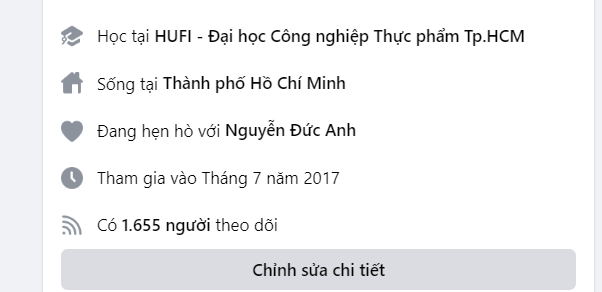 Học tại HUFI - Đại học Công nghiệp Thực phẩm Tp.HCM
Sống tại Thành phố Hồ Chí Minh
Đang hẹn hò với Nguyễn Đức Anh
Tham gia vào Tháng 7 năm 2017
Có 1.655 người theo dõi
Chỉnh sửa chi tiết